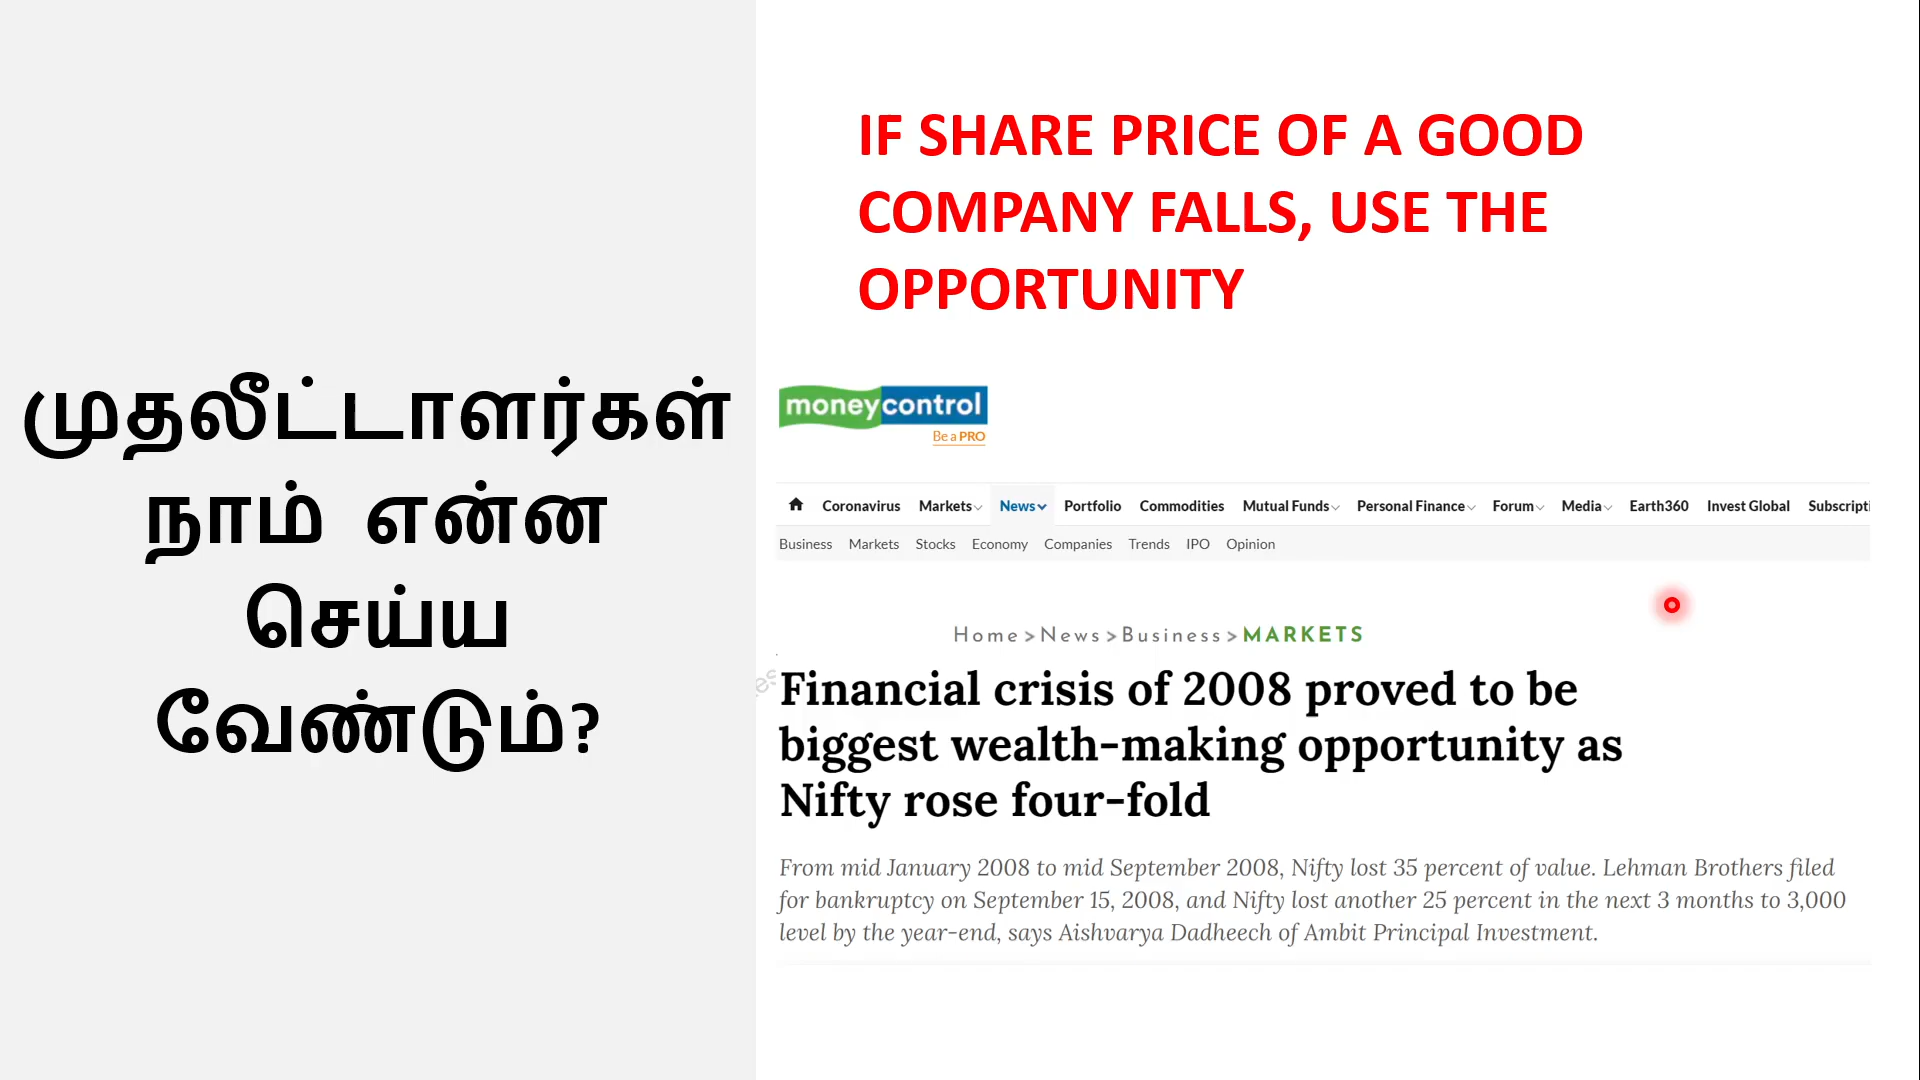 முதலீட்டாளர்கள்
நாம் என்ன
செய்ய
வேண்டும்?
IF SHARE PRICE OF A GOOD
COMPANY FALLS, USE THE
OPPORTUNITY
moneycontrol
Be a PRO
Coronavirus Markets News Portfolio Commodities Mutual Funds Personal Finance Forum Media Earth360 Invest Global Subscripti
Business Markets Stocks Economy Companies Trends IPO Opinion
Home > News > Business > MARKETS
Financial crisis of 2008 proved to be
biggest wealth-making opportunity as
Nifty rose four-fold
From mid January 2008 to mid September 2008, Nifty lost 35 percent of value. Lehman Brothers filed
for bankruptcy on September 15, 2008, and Nifty lost another 25 percent in the next 3 months to 3,000
level by the year-end, says Aishvarya Dadheech of Ambit Principal Investment.